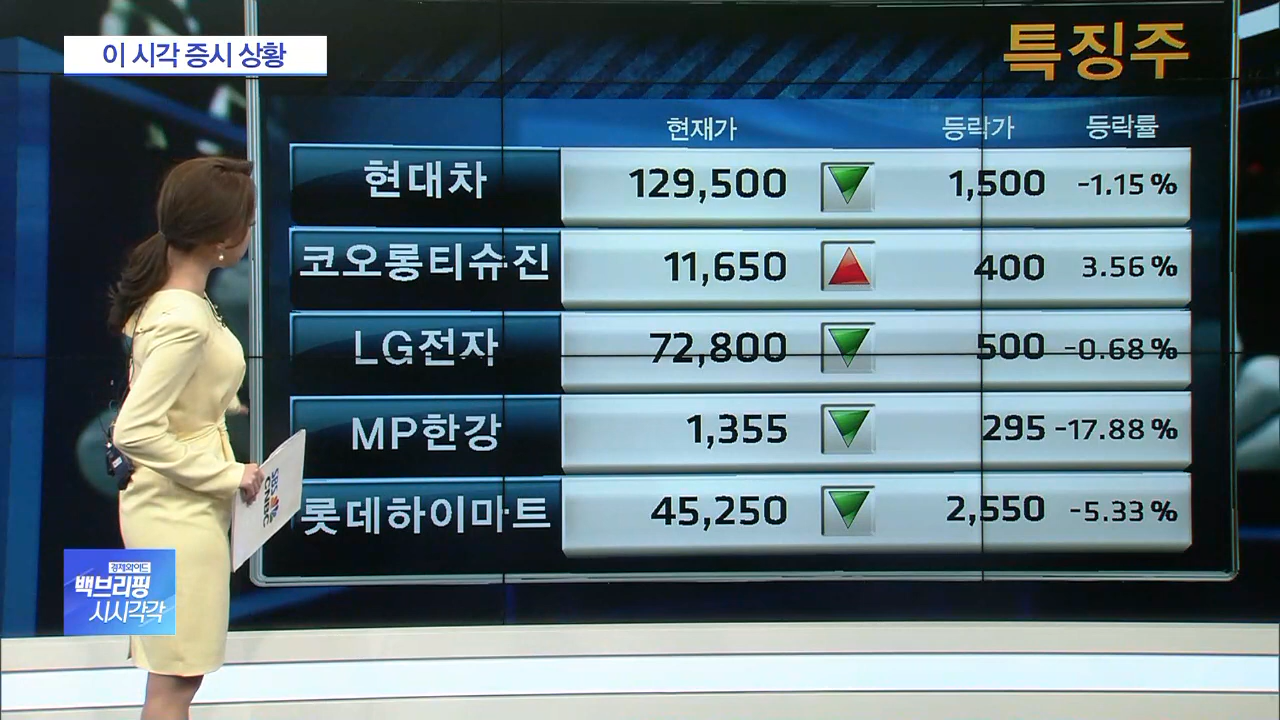 이 시각 증시 상황
특징주
현재가 등락가 등락률
현대차 129,500 1,500 -1.15 %
코오롱티슈진 11,650 400 3.56 %
LG전자 72,800 500 -0.68 %
MP한강 1,355 295 -17.88 %
롯데하이마트 45,250 2,550 -5.33 %
SBS CNBC
경제와이드
백브리핑
시시각각